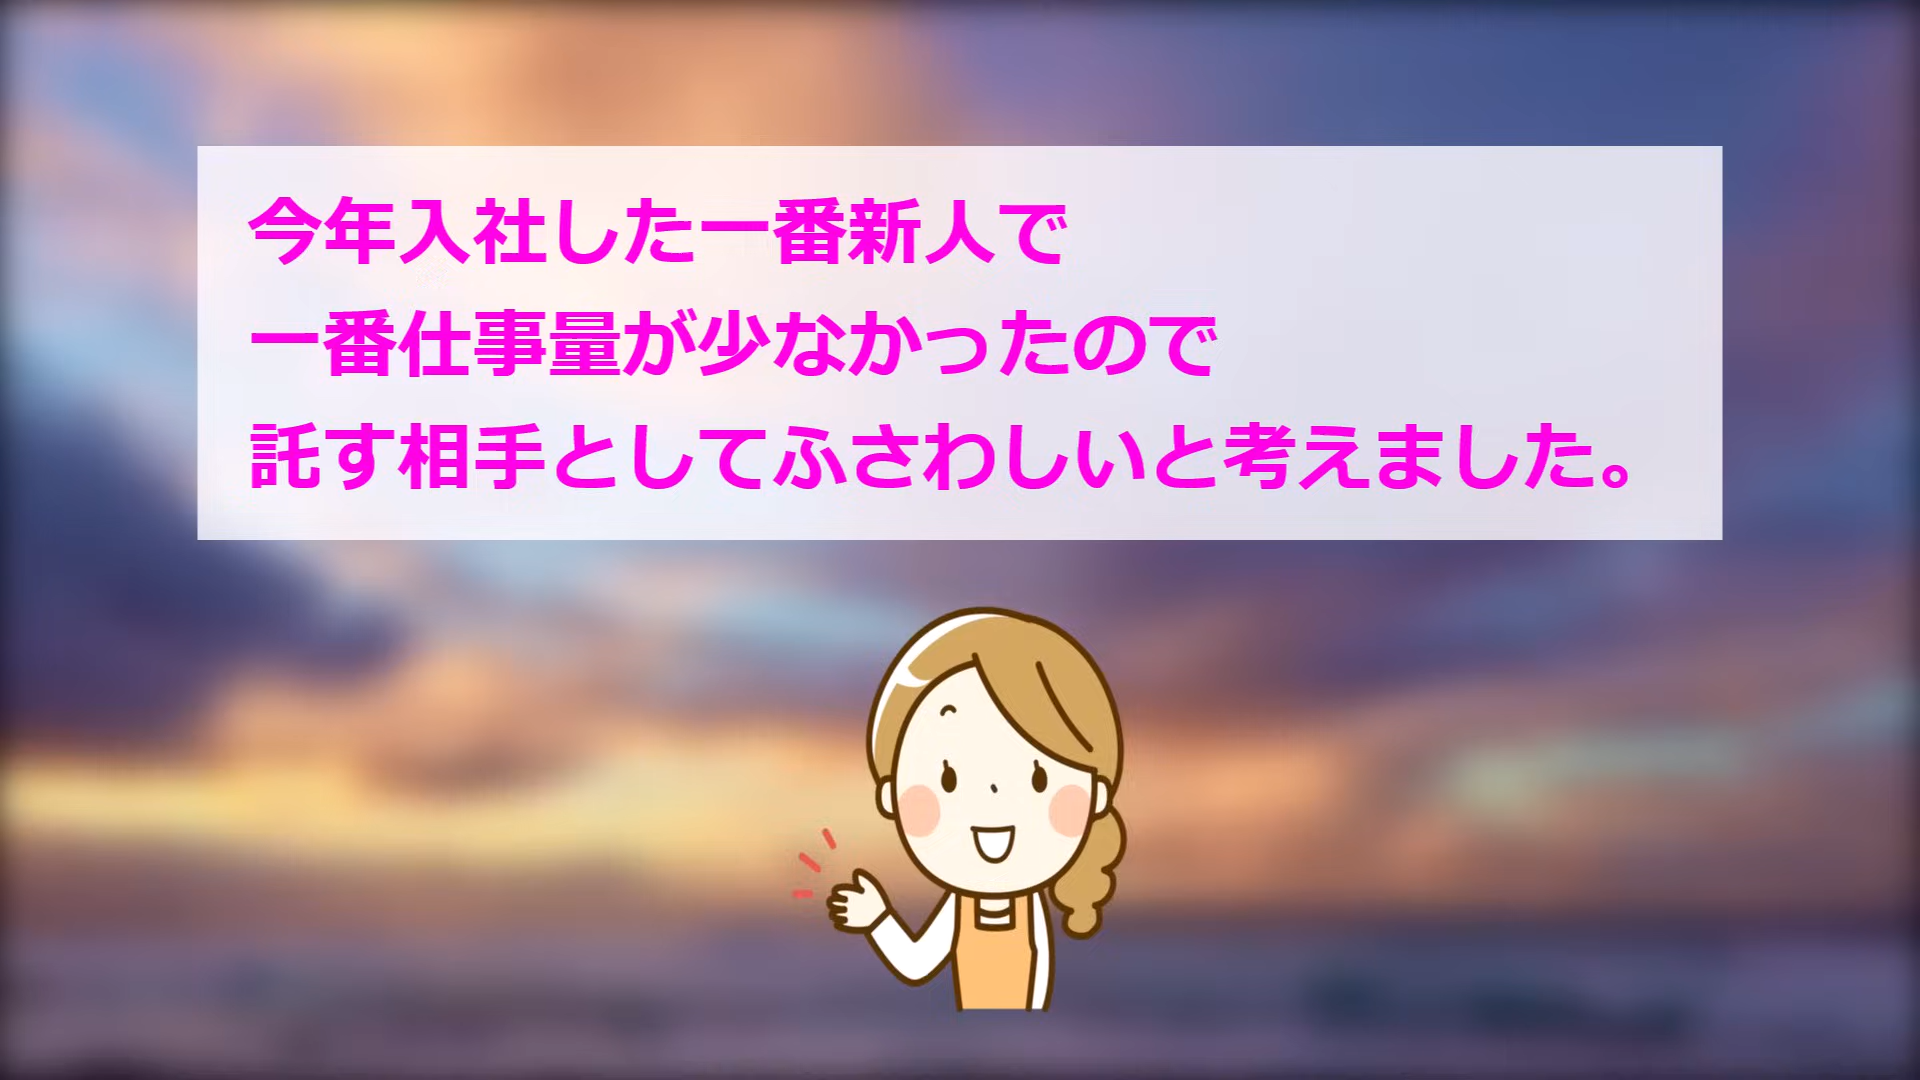 今年入社した一番新人で
一番仕事量が少なかったので
託す相手としてふさわしいと考えました。